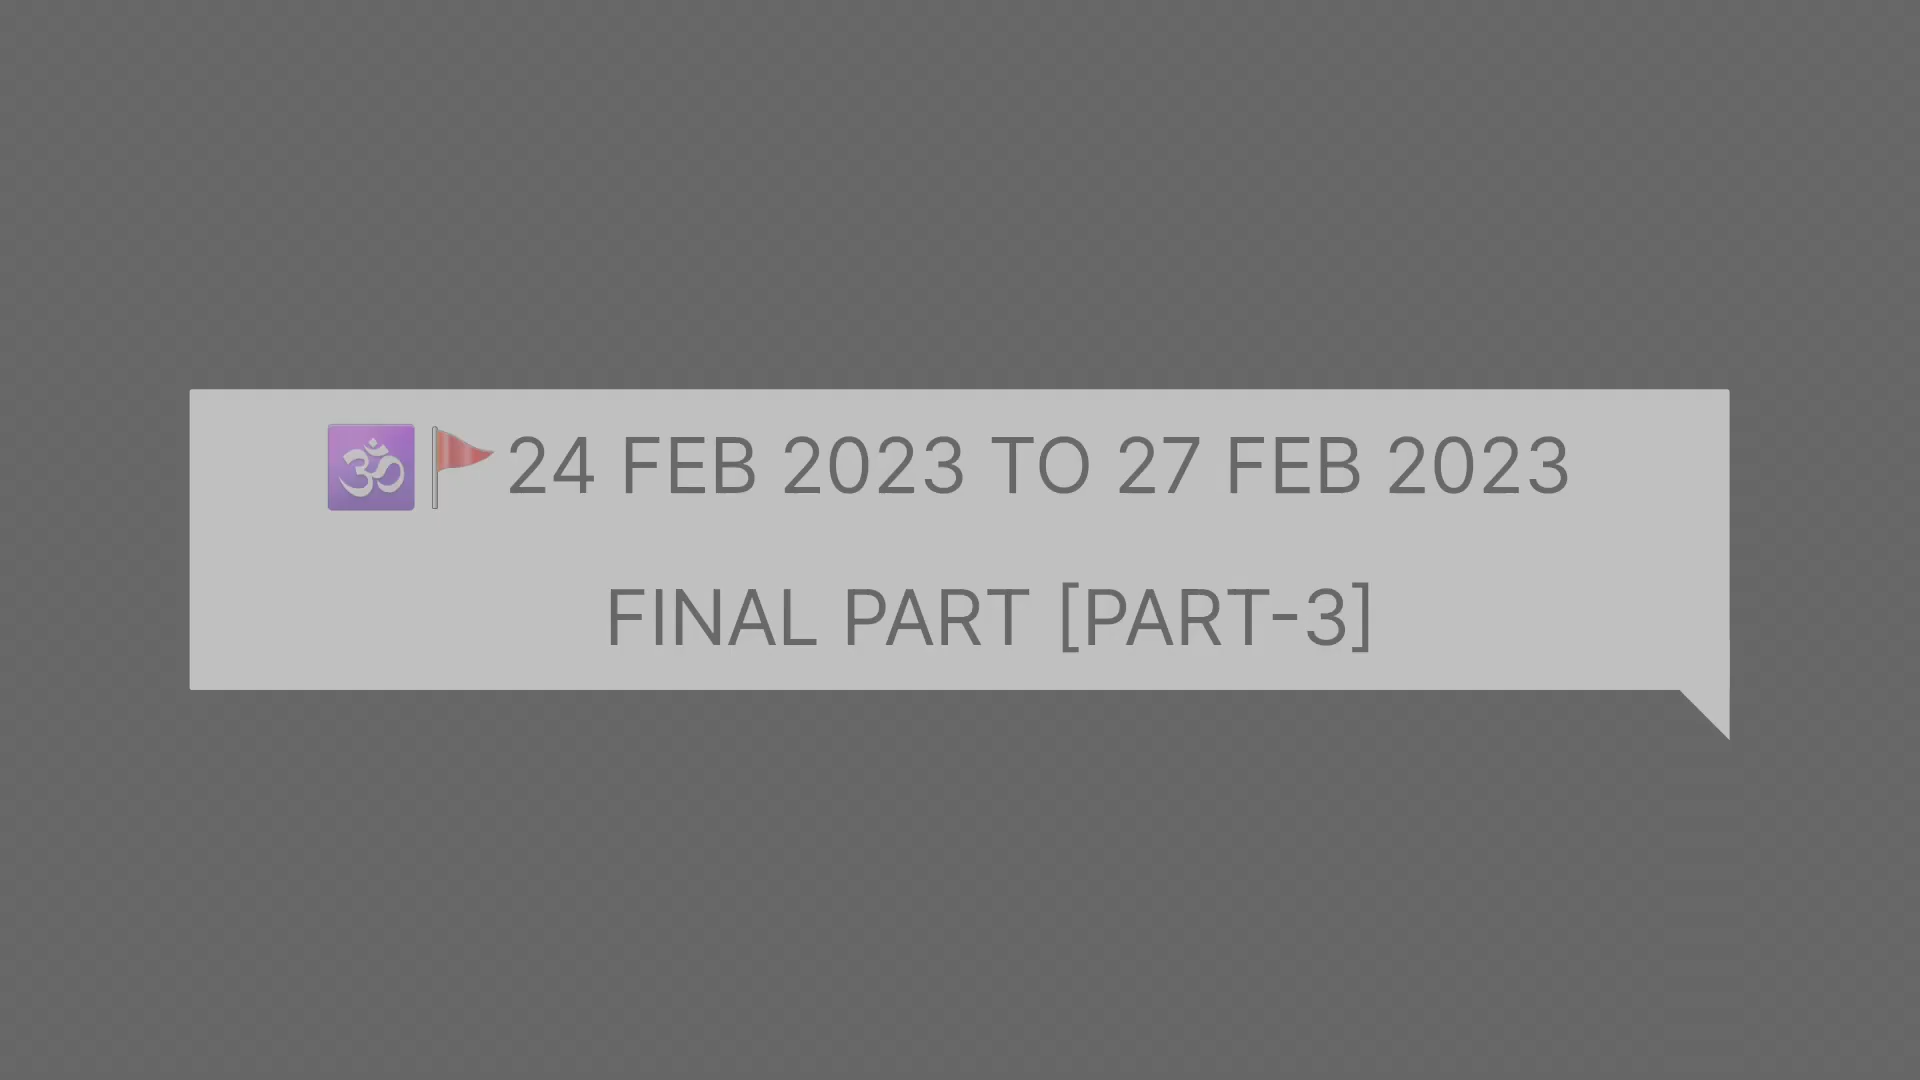 🕉️🚩24 FEB 2023 TO 27 FEB 2023
FINAL PART [PART-3]